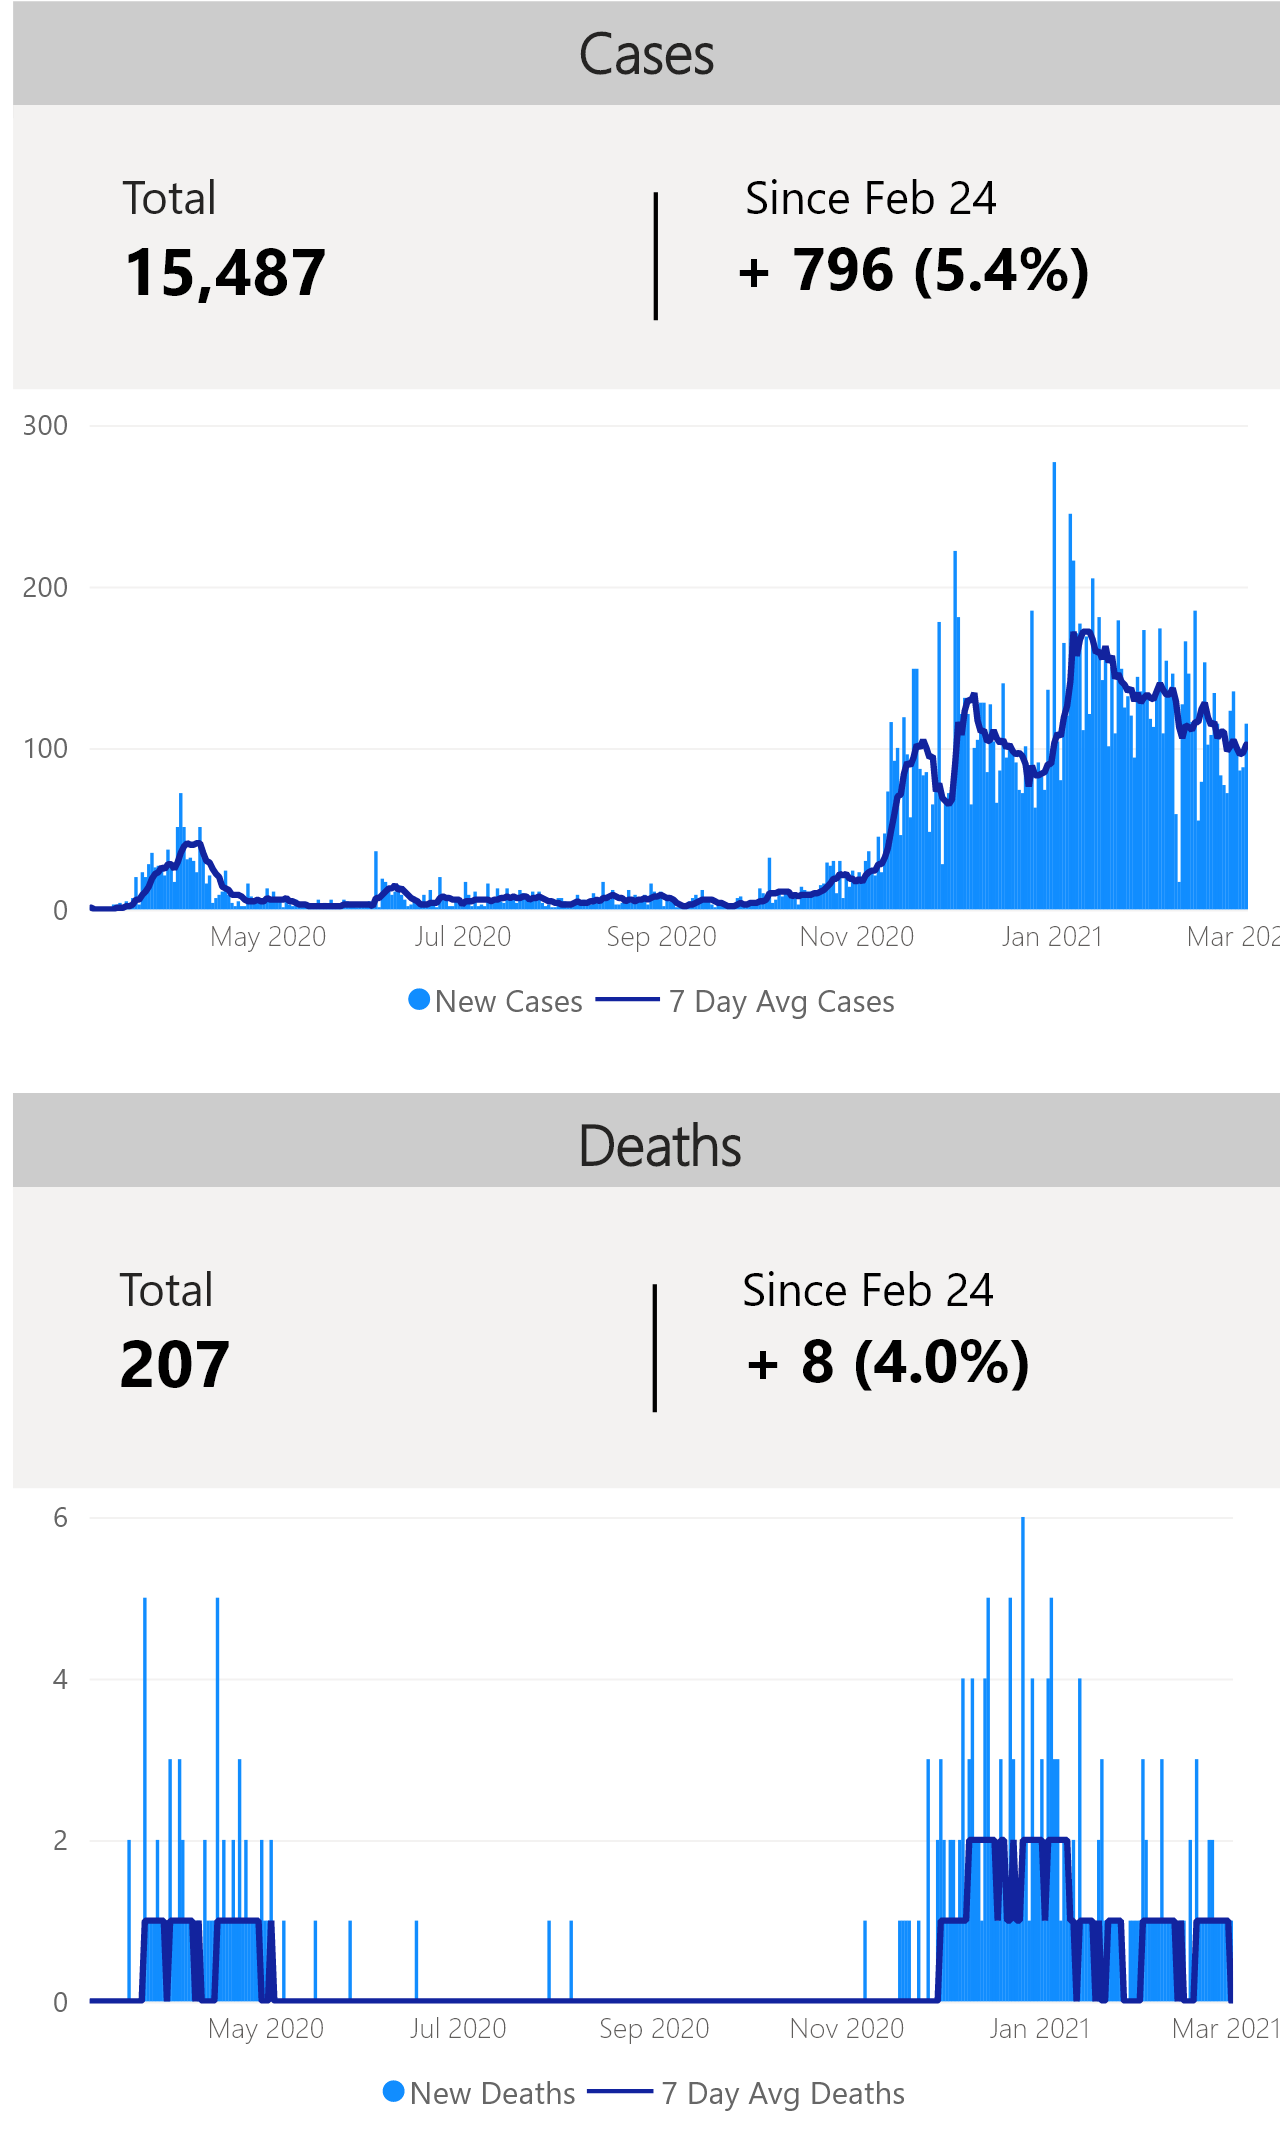 Cases
Total
Since Feb 24
15,487
+ 796 (5.4%)
300
200
100
0
May 2020 Jul 2020 Sep 2020 Nov 2020 Jan 2021 Mar 202
New Cases 7 Day Avg Cases
Deaths
Total
Since Feb 24
207
+ 8 (4.0%)
6
4
2
0
May 2020 Jul 2020 Sep 2020 Nov 2020 Jan 2021 Mar 2021
New Deaths 7 Day Avg Deaths